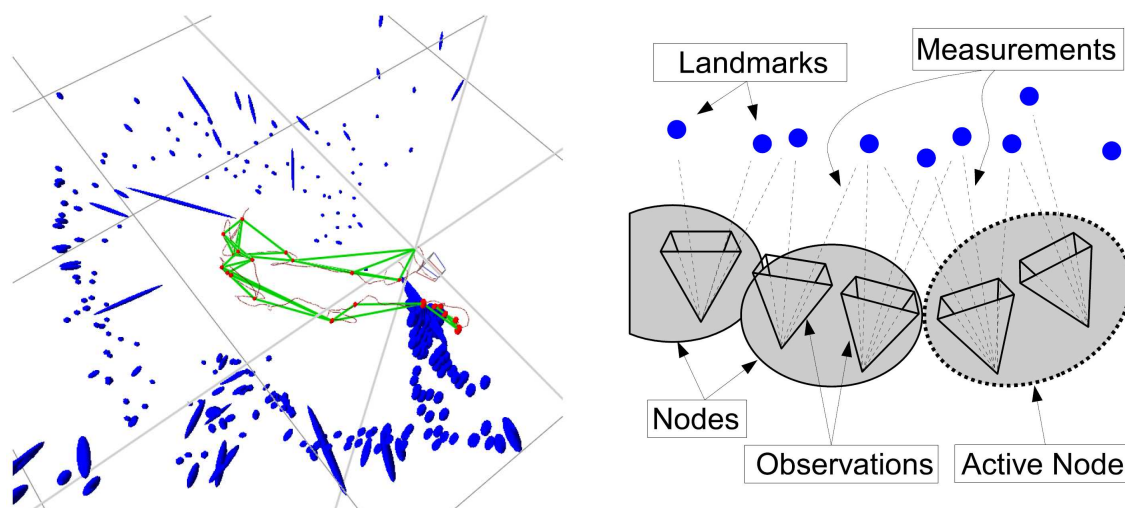 Landmarks
Measurements
Nodes
Observations
Active Node